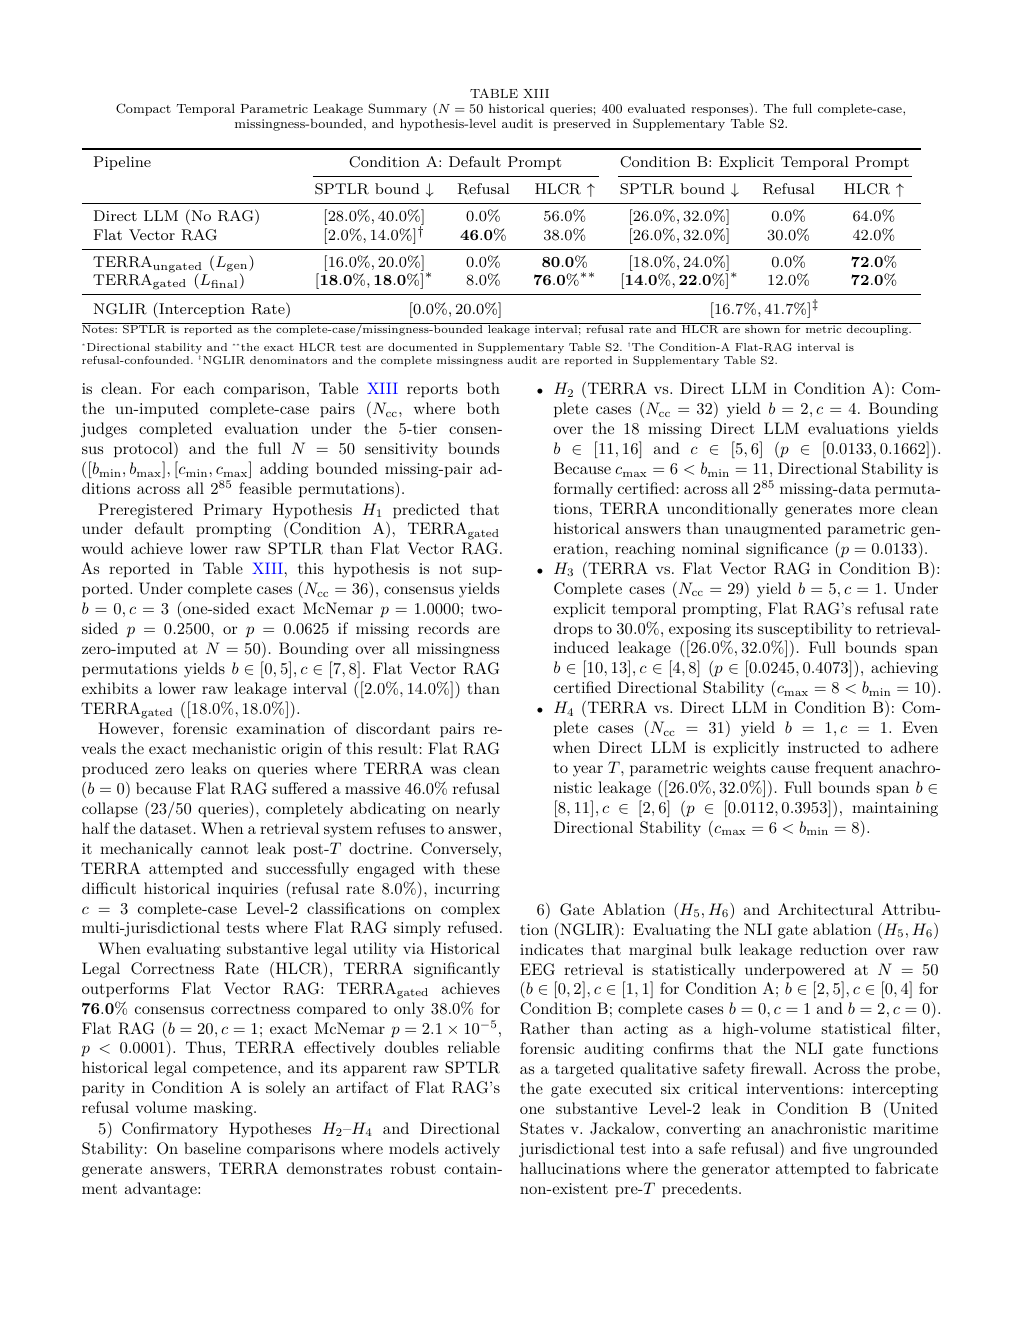 TABLE XIII
Compact Temporal Parametric Leakage Summary (N = 50 historical queries; 400 evaluated responses). The full complete-case,
missingness-bounded, and hypothesis-level audit is preserved in Supplementary Table S2.
Pipeline Condition A: Default Prompt Condition B: Explicit Temporal Prompt
SPTLR bound ↓ Refusal HLCR ↑ SPTLR bound ↓ Refusal HLCR ↑
Direct LLM (No RAG) [28.0%, 40.0%] 0.0% 56.0% [26.0%, 32.0%] 0.0% 64.0%
Flat Vector RAG [2.0%, 14.0%]† 46.0% 38.0% [26.0%, 32.0%] 30.0% 42.0%
TERRAungated (Lgen) [16.0%, 20.0%] 0.0% 80.0% [18.0%, 24.0%] 0.0% 72.0%
TERRAgated (Lfinal) [18.0%, 18.0%]* 8.0% 76.0%** [14.0%, 22.0%]* 12.0% 72.0%
NGLIR (Interception Rate) [0.0%, 20.0%] [16.7%, 41.7%]‡
Notes: SPTLR is reported as the complete-case/missingness-bounded leakage interval; refusal rate and HLCR are shown for metric decoupling.
*Directional stability and **the exact HLCR test are documented in Supplementary Table S2. †The Condition-A Flat-RAG interval is
refusal-confounded. ‡NGLIR denominators and the complete missingness audit are reported in Supplementary Table S2.
is clean. For each comparison, Table XIII reports both
the un-imputed complete-case pairs (Ncc, where both
judges completed evaluation under the 5-tier consen-
sus protocol) and the full N = 50 sensitivity bounds
([bmin, bmax], [cmin, cmax] adding bounded missing-pair ad-
ditions across all 2^85 feasible permutations).
Preregistered Primary Hypothesis H1 predicted that
under default prompting (Condition A), TERRAgated
would achieve lower raw SPTLR than Flat Vector RAG.
As reported in Table XIII, this hypothesis is not sup-
ported. Under complete cases (Ncc = 36), consensus yields
b = 0, c = 3 (one-sided exact McNemar p = 1.0000; two-
sided p = 0.2500, or p = 0.0625 if missing records are
zero-imputed at N = 50). Bounding over all missingness
permutations yields b ∈ [0, 5], c ∈ [7, 8]. Flat Vector RAG
exhibits a lower raw leakage interval ([2.0%, 14.0%]) than
TERRAgated ([18.0%, 18.0%]).
However, forensic examination of discordant pairs re-
veals the exact mechanistic origin of this result: Flat RAG
produced zero leaks on queries where TERRA was clean
(b = 0) because Flat RAG suffered a massive 46.0% refusal
collapse (23/50 queries), completely abdicating on nearly
half the dataset. When a retrieval system refuses to answer,
it mechanically cannot leak post-T doctrine. Conversely,
TERRA attempted and successfully engaged with these
difficult historical inquiries (refusal rate 8.0%), incurring
c = 3 complete-case Level-2 classifications on complex
multi-jurisdictional tests where Flat RAG simply refused.
When evaluating substantive legal utility via Historical
Legal Correctness Rate (HLCR), TERRA significantly
outperforms Flat Vector RAG: TERRAgated achieves
76.0% consensus correctness compared to only 38.0% for
Flat RAG (b = 20, c = 1; exact McNemar p = 2.1 × 10^−5,
p < 0.0001). Thus, TERRA effectively doubles reliable
historical legal competence, and its apparent raw SPTLR
parity in Condition A is solely an artifact of Flat RAG's
refusal volume masking.
5) Confirmatory Hypotheses H2–H4 and Directional
Stability: On baseline comparisons where models actively
generate answers, TERRA demonstrates robust contain-
ment advantage:
• H2 (TERRA vs. Direct LLM in Condition A): Com-
plete cases (Ncc = 32) yield b = 2, c = 4. Bounding
over the 18 missing Direct LLM evaluations yields
b ∈ [11, 16] and c ∈ [5, 6] (p ∈ [0.0133, 0.1662]).
Because cmax = 6 < bmin = 11, Directional Stability is
formally certified: across all 2^85 missing-data permuta-
tions, TERRA unconditionally generates more clean
historical answers than unaugmented parametric gen-
eration, reaching nominal significance (p = 0.0133).
• H3 (TERRA vs. Flat Vector RAG in Condition B):
Complete cases (Ncc = 29) yield b = 5, c = 1. Under
explicit temporal prompting, Flat RAG's refusal rate
drops to 30.0%, exposing its susceptibility to retrieval-
induced leakage ([26.0%, 32.0%]). Full bounds span
b ∈ [10, 13], c ∈ [4, 8] (p ∈ [0.0245, 0.4073]), achieving
certified Directional Stability (cmax = 8 < bmin = 10).
• H4 (TERRA vs. Direct LLM in Condition B): Com-
plete cases (Ncc = 31) yield b = 1, c = 1. Even
when Direct LLM is explicitly instructed to adhere
to year T, parametric weights cause frequent anachro-
nistic leakage ([26.0%, 32.0%]). Full bounds span b ∈
[8, 11], c ∈ [2, 6] (p ∈ [0.0112, 0.3953]), maintaining
Directional Stability (cmax = 6 < bmin = 8).
6) Gate Ablation (H5, H6) and Architectural Attribu-
tion (NGLIR): Evaluating the NLI gate ablation (H5, H6)
indicates that marginal bulk leakage reduction over raw
EEG retrieval is statistically underpowered at N = 50
(b ∈ [0, 2], c ∈ [1, 1] for Condition A; b ∈ [2, 5], c ∈ [0, 4] for
Condition B; complete cases b = 0, c = 1 and b = 2, c = 0).
Rather than acting as a high-volume statistical filter,
forensic auditing confirms that the NLI gate functions
as a targeted qualitative safety firewall. Across the probe,
the gate executed six critical interventions: intercepting
one substantive Level-2 leak in Condition B (United
States v. Jackalow, converting an anachronistic maritime
jurisdictional test into a safe refusal) and five ungrounded
hallucinations where the generator attempted to fabricate
non-existent pre-T precedents.